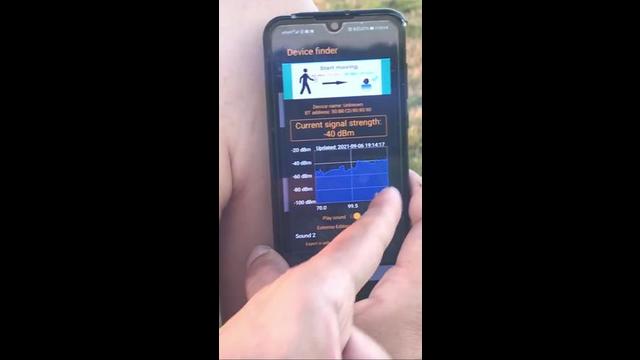 Device finder
Start moving
Device name: Unknown
Current signal strength:
-40 dBm
Updated: 2021-09-06 19:14:17
-20 dBm
-40 dBm
-60 dBm
-80 dBm
-100 dBm
70.0 99.5
Play sound
Extreme
Sound 2